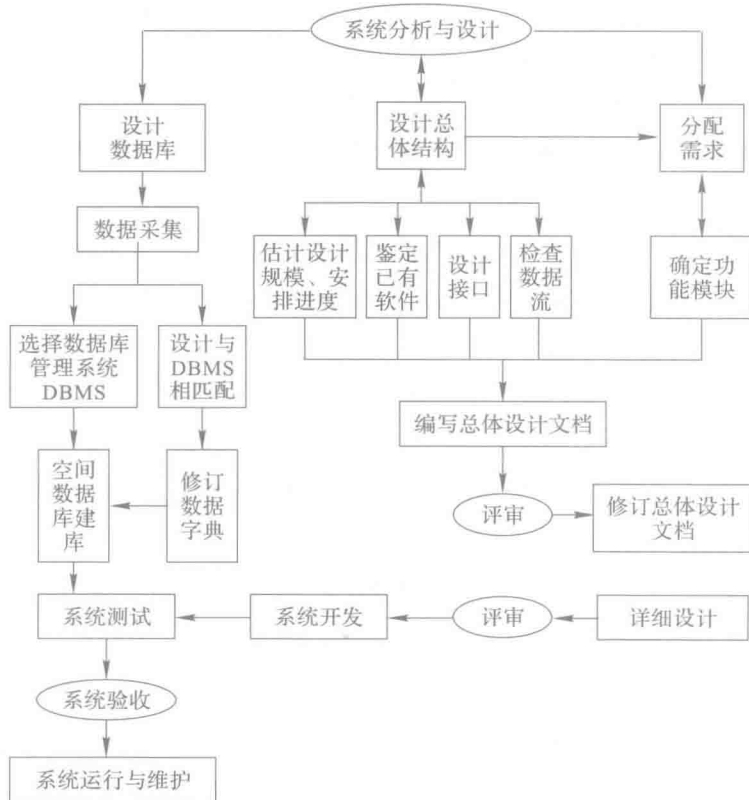 系统分析与设计
设计
数据库
设计总
体结构
分配
需求
数据采集
估计设计
规模、安
排进度
鉴定
已有
软件
设计
接口
检查
数据
流
确定功
能模块
选择数据库
管理系统
DBMS
设计与
DBMS
相匹配
编写总体设计文档
空间
数据
库建
库
修订
数据
字典
评审
修订总体设计
文档
系统测试
系统开发
评审
详细设计
系统验收
系统运行与维护